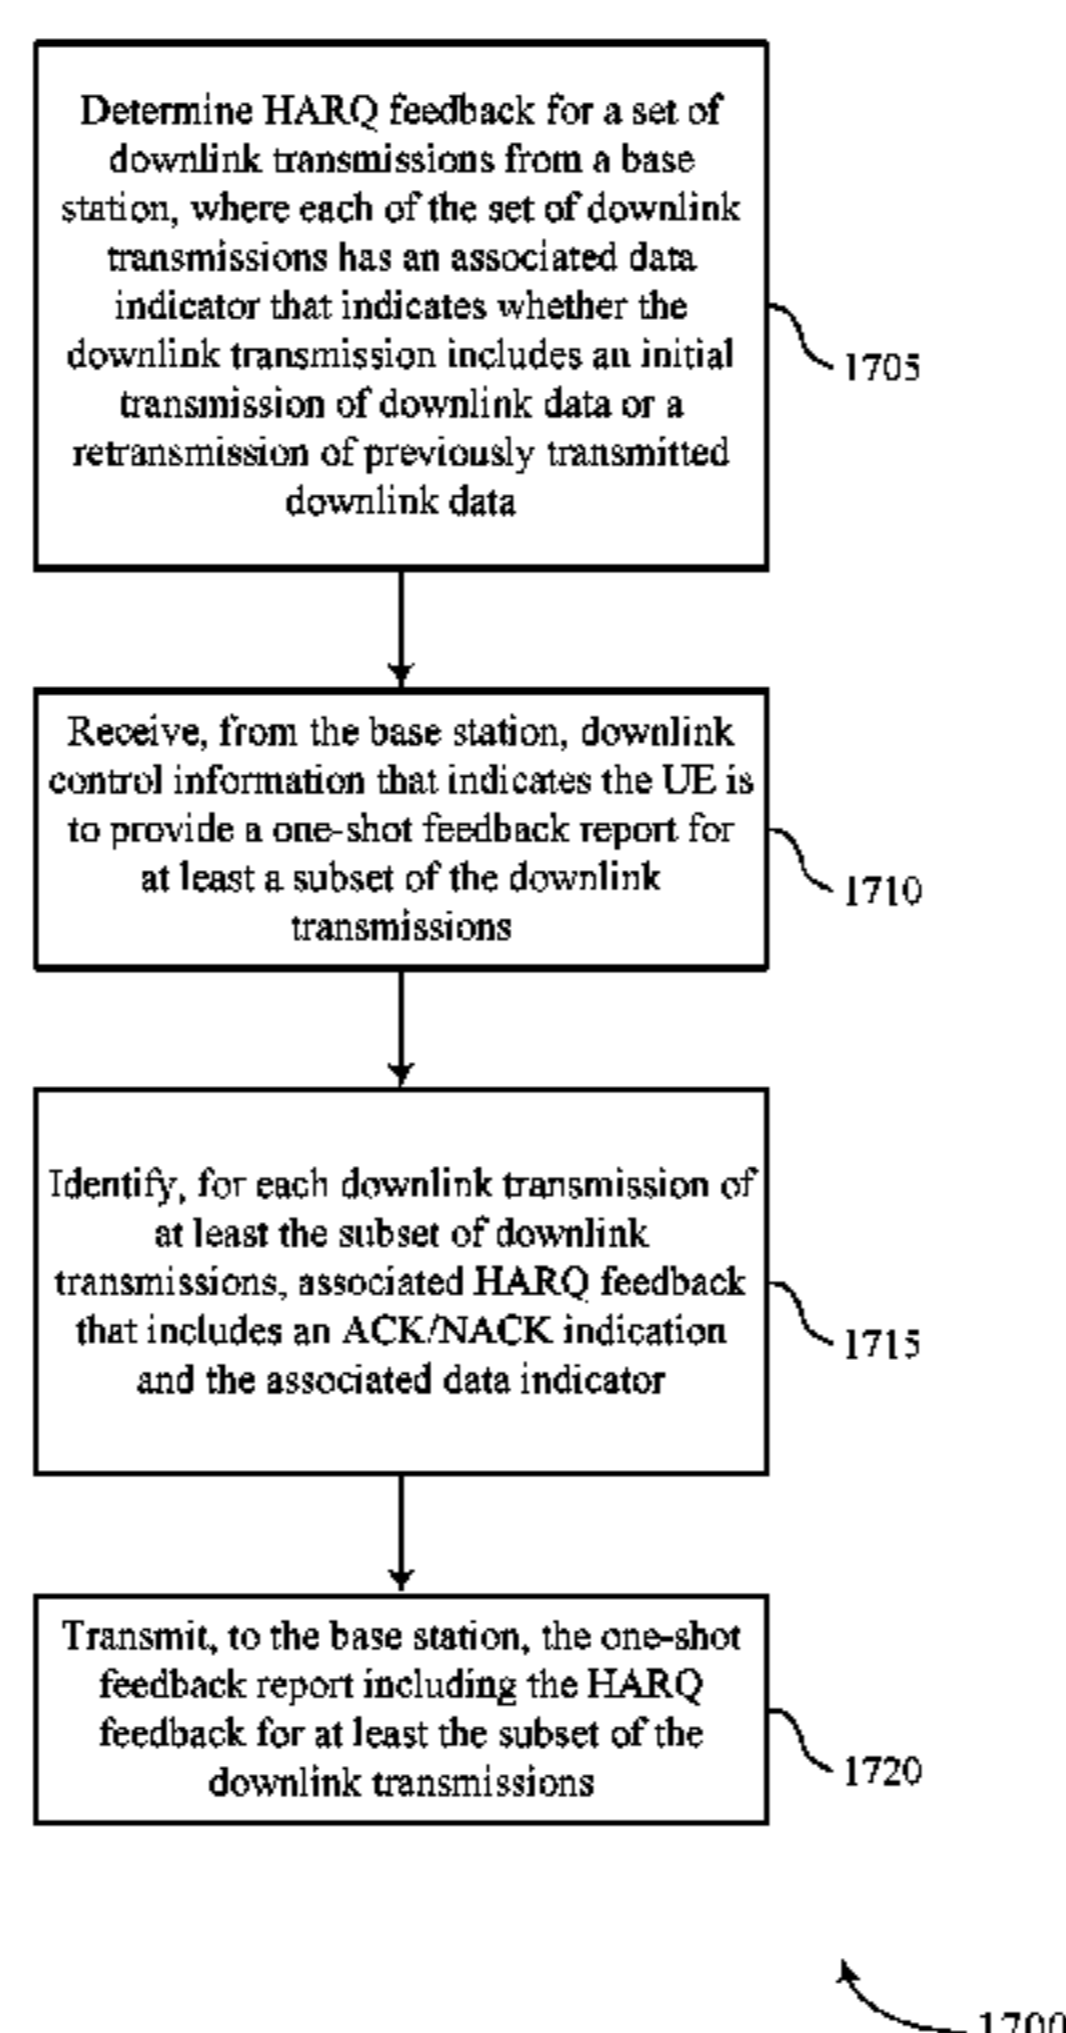 Determine HARQ feedback for a set of
downlink transmissions from a base
station, where each of the set of downlink
transmissions has an associated data
indicator that indicates whether the
downlink transmission includes an initial
transmission of downlink data or a
retransmission of previously transmitted
downlink data
1705
Receive, from the base station, downlink
control information that indicates the UE is
to provide a one-shot feedback report for
at least a subset of the downlink
transmissions
1710
Identify, for each downlink transmission of
at least the subset of downlink
transmissions, associated HARQ feedback
that includes an ACK/NACK indication
and the associated data indicator
1715
Transmit, to the base station, the one-shot
feedback report including the HARQ
feedback for at least the subset of the
downlink transmissions
1720
1700